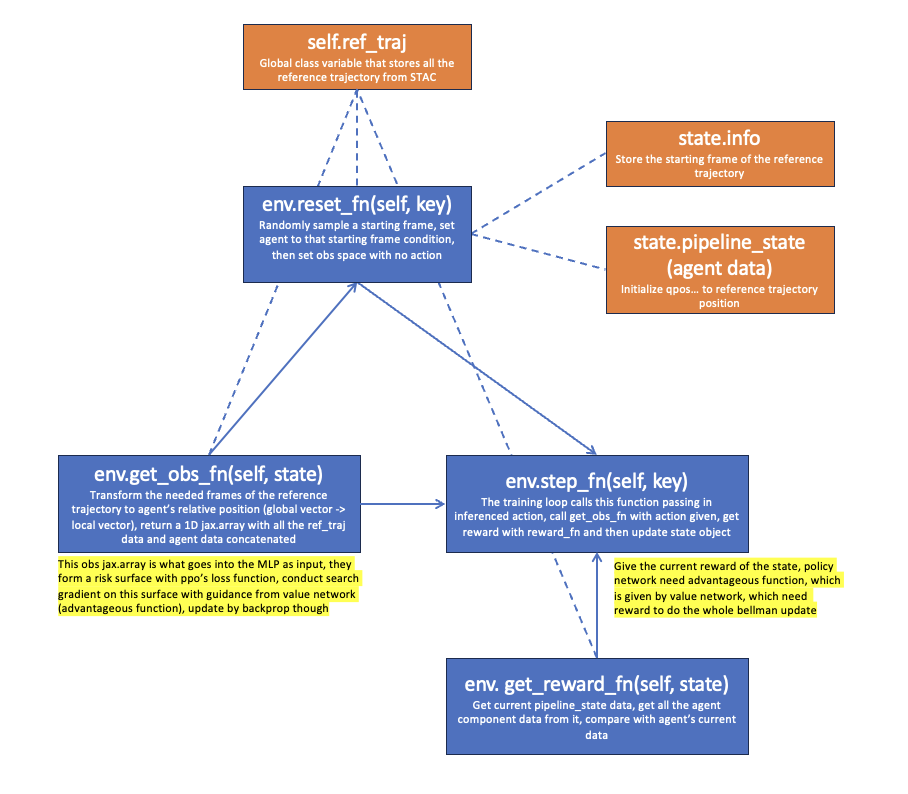 self.ref_traj
Global class variable that stores all the
reference trajectory from STAC
state.info
Store the starting frame of the reference
trajectory
env.reset_fn(self, key)
Randomly sample a starting frame, set
agent to that starting frame condition,
then set obs space with no action
state.pipeline_state
(agent data)
Initialize qpos... to reference trajectory
position
env.get_obs_fn(self, state)
Transform the needed frames of the reference
trajectory to agent's relative position (global vector ->
local vector), return a 1D jax.array with all the ref_traj
data and agent data concatenated
env.step_fn(self, key)
The training loop calls this function passing in
inferenced action, call get_obs_fn with action given, get
reward with reward_fn and then update state object
This obs jax.array is what goes into the MLP as input, they
form a risk surface with ppo's loss function, conduct search
gradient on this surface with guidance from value network
(advantageous function), update by backprop though
Give the current reward of the state, policy
network need advantageous function, which
is given by value network, which need
reward to do the whole bellman update
env. get_reward_fn(self, state)
Get current pipeline_state data, get all the agent
component data from it, compare with agent's current
data